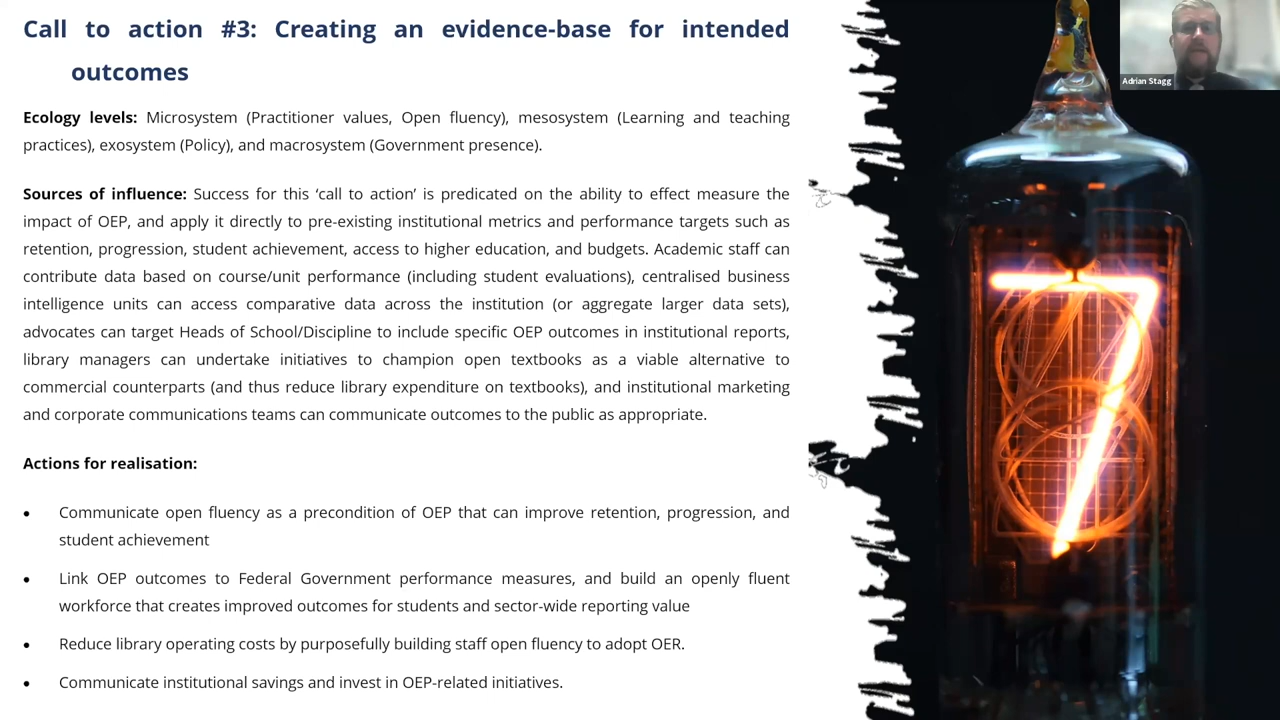 Call to action #3: Creating an evidence-base for intended
outcomes
Adrian Stagg
Ecology levels: Microsystem (Practitioner values, Open fluency), mesosystem (Learning and teaching
practices), exosystem (Policy), and macrosystem (Government presence).
Sources of influence: Success for this ‘call to action’ is predicated on the ability to effect measure the
impact of OEP, and apply it directly to pre-existing institutional metrics and performance targets such as
retention, progression, student achievement, access to higher education, and budgets. Academic staff can
contribute data based on course/unit performance (including student evaluations), centralised business
intelligence units can access comparative data across the institution (or aggregate larger data sets),
advocates can target Heads of School/Discipline to include specific OEP outcomes in institutional reports,
library managers can undertake initiatives to champion open textbooks as a viable alternative to
commercial counterparts (and thus reduce library expenditure on textbooks), and institutional marketing
and corporate communications teams can communicate outcomes to the public as appropriate.
Actions for realisation:
• Communicate open fluency as a precondition of OEP that can improve retention, progression, and
student achievement
• Link OEP outcomes to Federal Government performance measures, and build an openly fluent
workforce that creates improved outcomes for students and sector-wide reporting value
• Reduce library operating costs by purposefully building staff open fluency to adopt OER.
• Communicate institutional savings and invest in OEP-related initiatives.
7